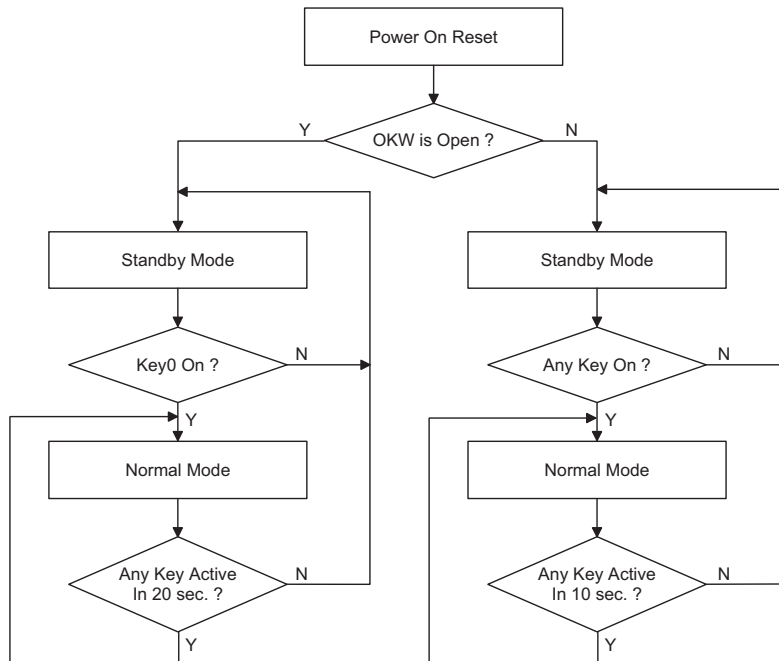 Power On Reset
OKW is Open ?
Y
N
Standby Mode
Key0 On ?
N
Y
Normal Mode
Any Key Active
In 20 sec. ?
N
Y
Standby Mode
Any Key On ?
N
Y
Normal Mode
Any Key Active
In 10 sec. ?
N
Y